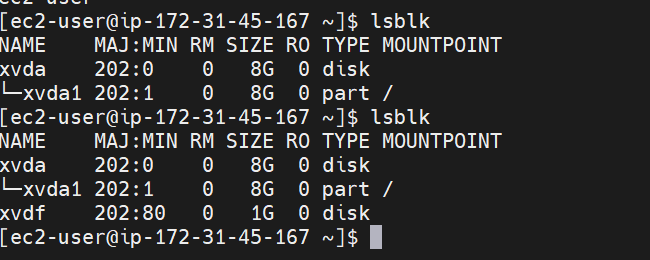 [ec2-user@ip-172-31-45-167 ~]$ lsblk
NAME    MAJ:MIN RM SIZE RO TYPE MOUNTPOINT
xvda    202:0    0   8G  0 disk
└─xvda1 202:1    0   8G  0 part /
[ec2-user@ip-172-31-45-167 ~]$ lsblk
NAME    MAJ:MIN RM SIZE RO TYPE MOUNTPOINT
xvda    202:0    0   8G  0 disk
└─xvda1 202:1    0   8G  0 part /
xvdf    202:80   0   1G  0 disk
[ec2-user@ip-172-31-45-167 ~]$